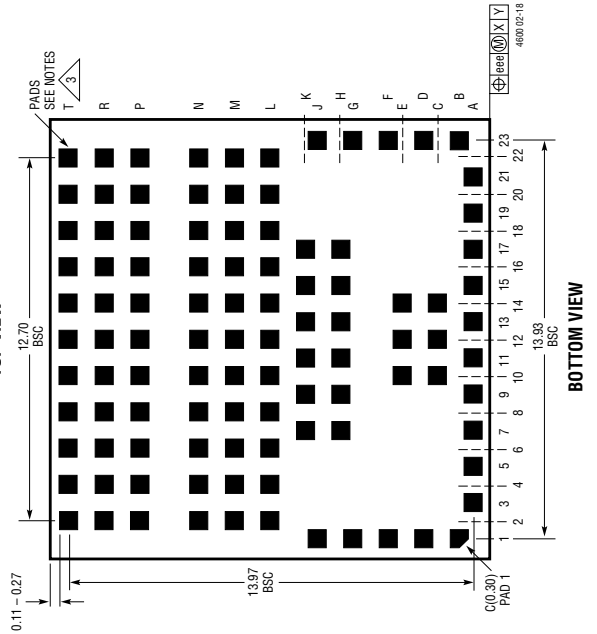 12.70
BSC
PADS
SEE NOTES
3
T
R
P
N
M
L
K
J
H
G
F
E
D
C
B
A
0.11 – 0.27
13.97
BSC
C(0.30)
PAD 1
1
2
3
4
5
6
7
8
9
10
11
12
13
14
15
16
17
18
19
20
21
22
23
13.93
BSC
BOTTOM VIEW
eee Ⓜ X Y
4600 02-18